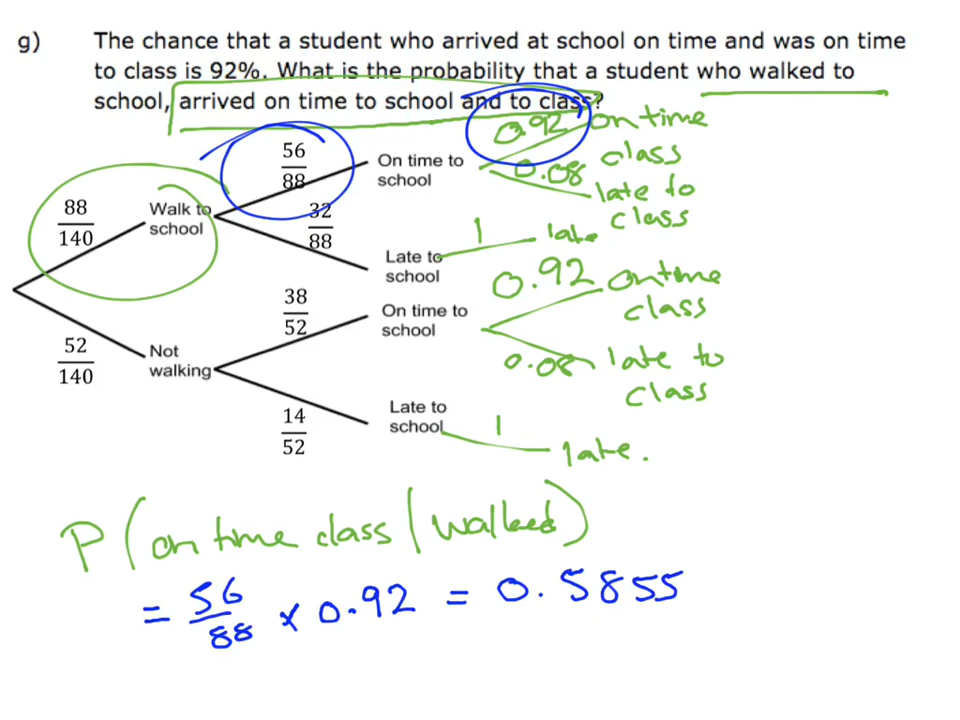 g) The chance that a student who arrived at school on time and was on time
to class is 92%. What is the probability that a student who walked to
school, arrived on time to school and to class?
0.92 on time
class
0.08 late to
class
56
88
On time to
school
88
140
Walk to
school
32
88
1 late
Late to
school
0.92 on time
class
38
52
On time to
school
0.08 late to
class
52
140
Not
walking
14
52
Late to
school
1
late.
P(on time class | walked)
= 56
88 × 0.92 = 0.5855